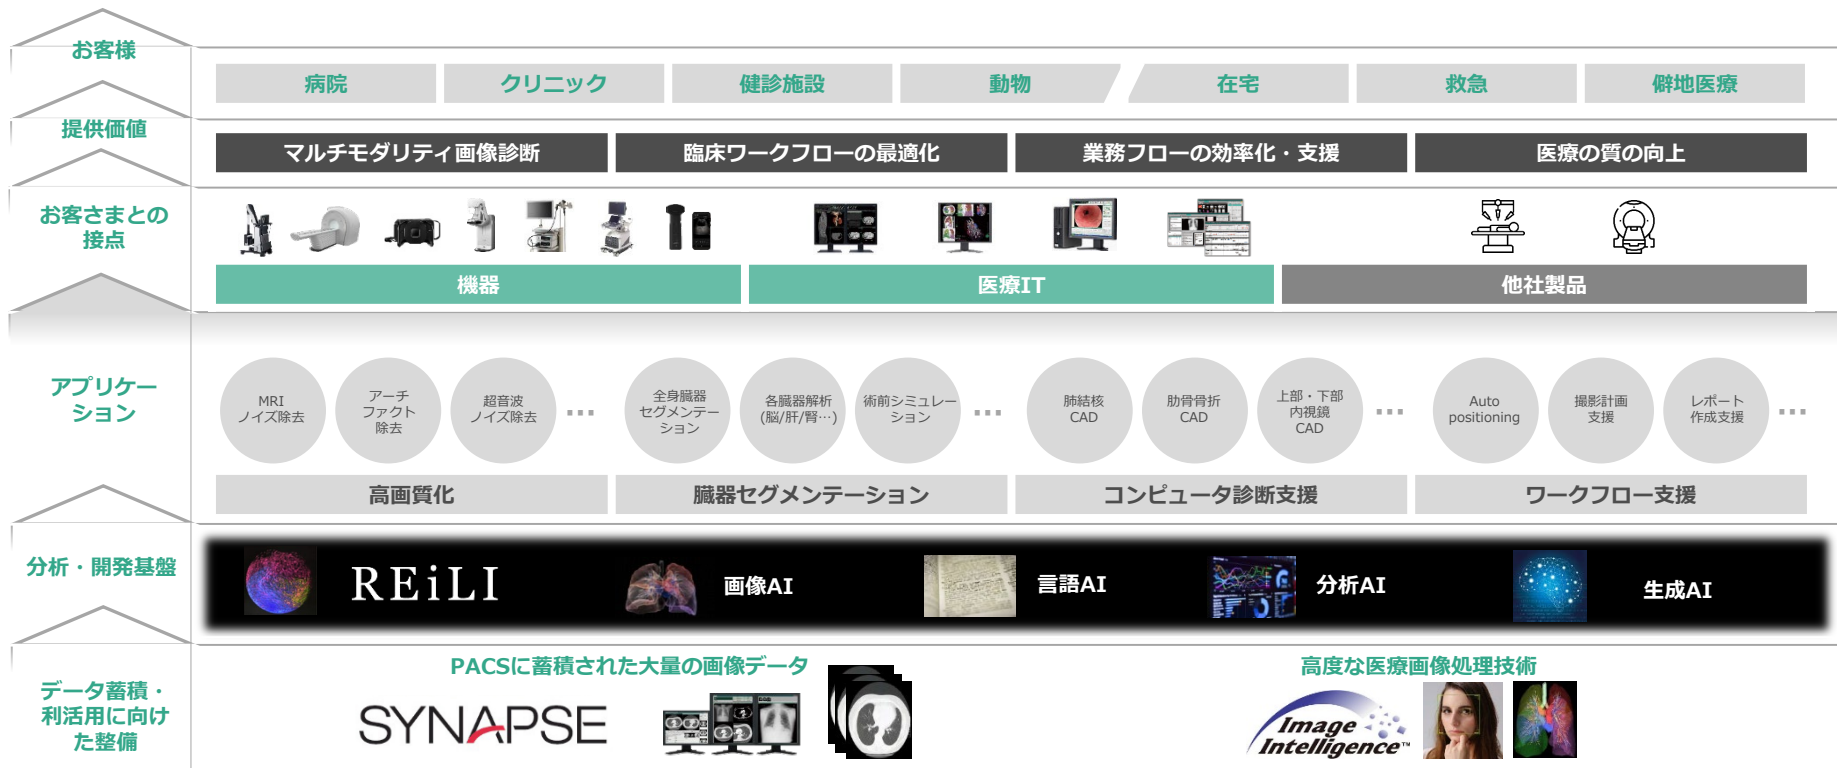 お客様
病院
クリニック
健診施設
動物
在宅
救急
僻地医療
提供価値
マルチモダリティ画像診断
臨床ワークフローの最適化
業務フローの効率化・支援
医療の質の向上
お客さまとの
接点
機器
医療IT
他社製品
アプリケー
ション
MRI
ノイズ除去
アーチ
ファクト
除去
超音波
ノイズ除去
…
全身臓器
セグメンテー
ション
各臓器解析
(脳/肝/腎…)
術前シミュレー
ション
…
肺結核
CAD
肋骨骨折
CAD
上部・下部
内視鏡
CAD
…
Auto
positioning
撮影計画
支援
レポート
作成支援
…
高画質化
臓器セグメンテーション
コンピュータ診断支援
ワークフロー支援
分析・開発基盤
REiLI
画像AI
言語AI
分析AI
生成AI
データ蓄積・
利活用に向け
た整備
PACSに蓄積された大量の画像データ
SYNAPSE
高度な医療画像処理技術
Image
Intelligence™